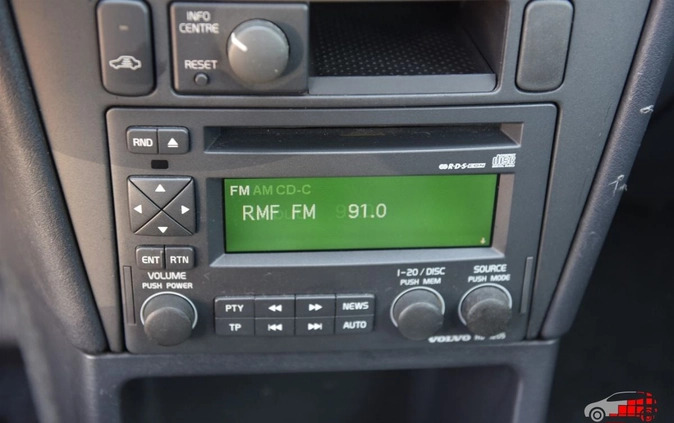 INFO
CENTRE
RESET
RND
R·D·S
FM AM CD-C
RMF FM 91.0
ENT RTN
VOLUME
PUSH POWER
1-20 / DISC
PUSH MEM
SOURCE
PUSH MODE
PTY NEWS
TP AUTO
VOLVO